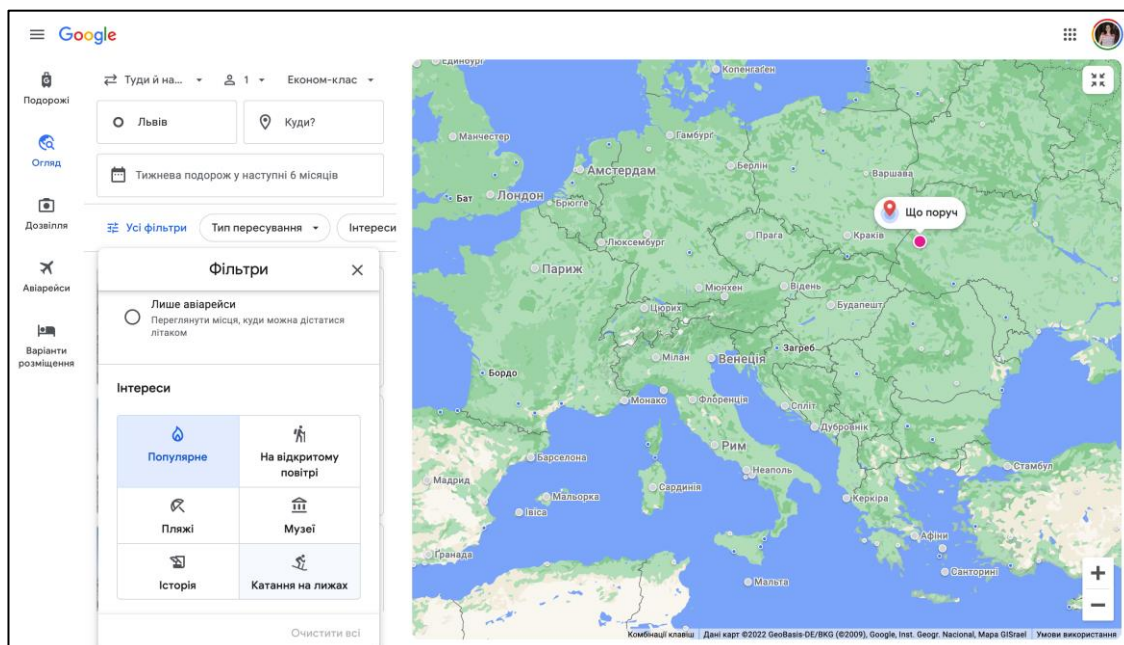 Google
Подорожі
Огляд
Дозвілля
Авіарейси
Варіанти
розміщення
Туди й на...
1
Економ-клас
Львів
Куди?
Тижнева подорож у наступні 6 місяців
Усі фільтри
Тип пересування
Інтереси
Фільтри
Лише авіарейси
Переглянути місця, куди можна дістатися
літаком
Інтереси
Популярне
На відкритому
повітрі
Пляжі
Музеї
Історія
Катання на лижах
Очистити всі
Единбург
Копенгаґен
Манчестер
Гамбург
Амстердам
Берлін
Варшава
Бат
Лондон
Брюгге
Що поруч
Люксембург
Прага
Краків
Париж
Мюнхен
Відень
Цюрих
Будапешт
Мілан
Венеція
Загреб
Бордо
Монако
Флоренція
Спліт
Дубровник
Рим
Барселона
Неаполь
Стамбул
Мадрид
Сардинія
Мальорка
Керкіра
Івіса
Афіни
Гранада
Санторині
Мальта
Комбінації клавіш
Дані карт ©2022 GeoBasis-DE/BKG (©2009), Google, Inst. Geogr. Nacional, Mapa GISrael
Умови використання